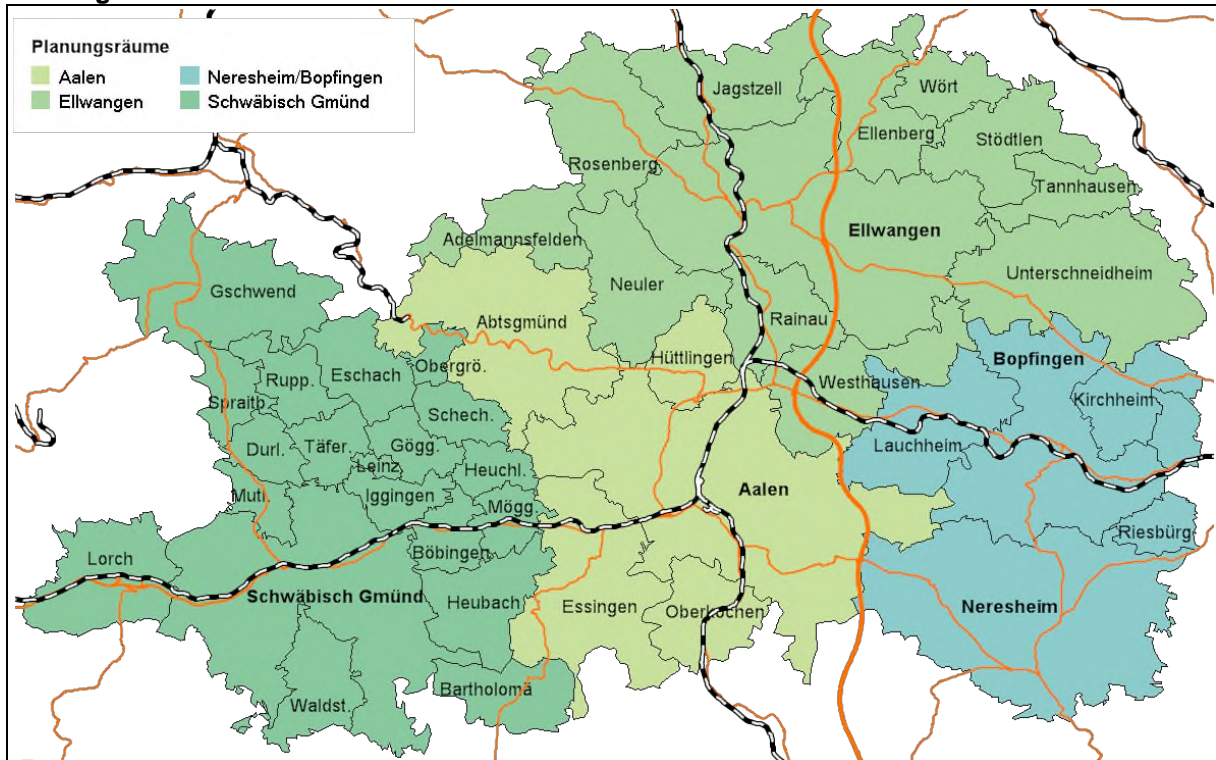 Planungsräume
Aalen
Neresheim/Bopfingen
Ellwangen
Schwäbisch Gmünd
Jagstzell
Wört
Ellenberg
Stödtlen
Rosenberg
Tannhausen
Adelmannsfelden
Ellwangen
Unterschneidheim
Neuler
Gschwend
Abtsgmünd
Rainau
Hüttlingen
Bopfingen
Obergrö.
Rupp.
Eschach
Westhausen
Kirchheim
Spraitb.
Schech.
Durl.
Täfer.
Gögg.
Lauchheim
Leinz.
Heuchl.
Mutl.
Iggingen
Mögg.
Aalen
Riesbürg
Lorch
Böbingen
Schwäbisch Gmünd
Heubach
Essingen
Oberkochen
Neresheim
Bartholomä
Waldst.